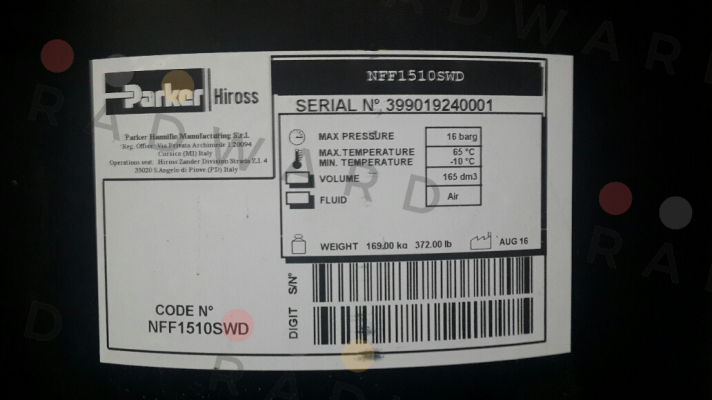 Parker Hiross
Parker Hannifin Manufacturing S.r.l.
Reg. Office: Via Privata Archimede 1 20094
Corsico (MI) Italy
Operations seat: Hiross Zander Division Strada Z.I. 4
35020 S.Angelo di Piove (PD) Italy
NFF1510SWD
SERIAL N° 399019240001
MAX PRESSURE 16 barg
MAX.TEMPERATURE 65 °C
MIN. TEMPERATURE -10 °C
VOLUME 165 dm3
FLUID Air
WEIGHT 169.00 kg 372.00 lb AUG 16
CODE N°
NFF1510SWD
DIGIT S/N°
RADWARD
RADWARD